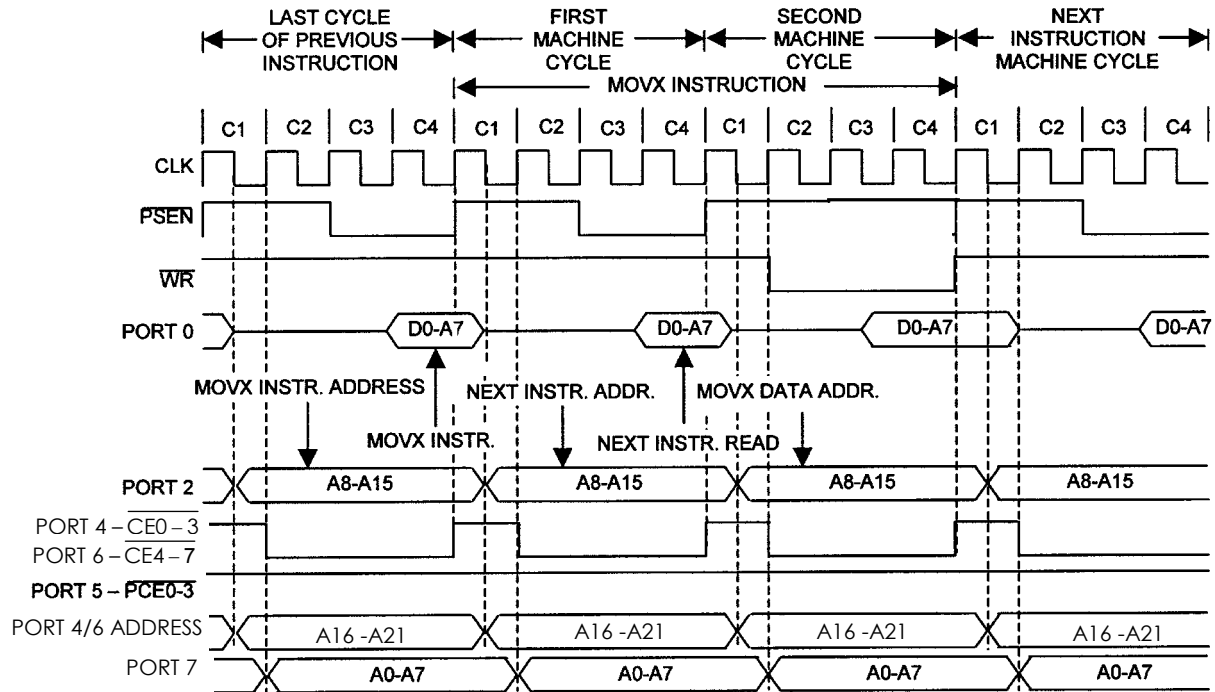 LAST CYCLE
OF PREVIOUS
INSTRUCTION
FIRST
MACHINE
CYCLE
SECOND
MACHINE
CYCLE
NEXT
INSTRUCTION
MACHINE CYCLE
MOVX INSTRUCTION
C1 C2 C3 C4 C1 C2 C3 C4 C1 C2 C3 C4 C1 C2 C4
CLK
PSEN
WR
PORT 0 D0-A7 D0-A7 D0-A7 D0-A7
MOVX INSTR. ADDRESS NEXT INSTR. ADDR. MOVX DATA ADDR.
MOVX INSTR. NEXT INSTR. READ
PORT 2 A8-A15 A8-A15 A8-A15 A8-A15
PORT 4 – CE0 – 3
PORT 6 – CE4 – 7
PORT 5 – PCE0-3
PORT 4/6 ADDRESS A16 -A21 A16 -A21 A16 -A21 A16 -A21
PORT 7 A0-A7 A0-A7 A0-A7 A0-A7